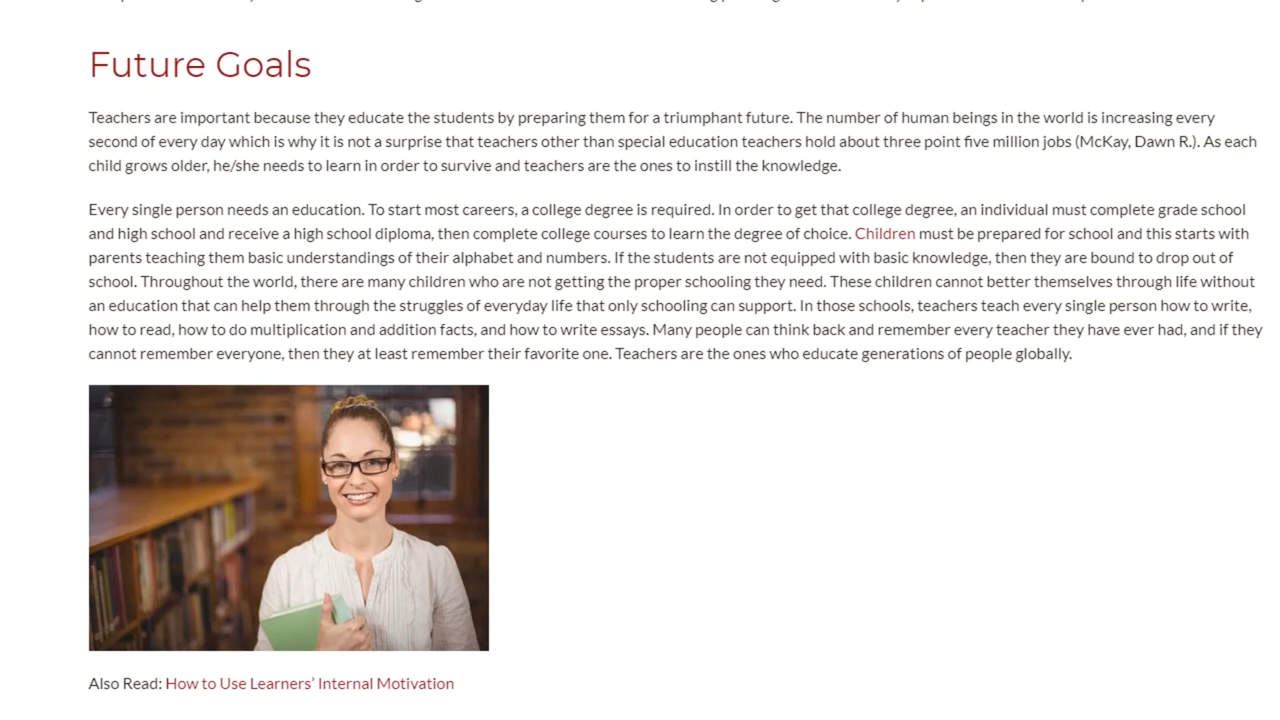 Future Goals
Teachers are important because they educate the students by preparing them for a triumphant future. The number of human beings in the world is increasing every
second of every day which is why it is not a surprise that teachers other than special education teachers hold about three point five million jobs (McKay, Dawn R.). As each
child grows older, he/she needs to learn in order to survive and teachers are the ones to instill the knowledge.
Every single person needs an education. To start most careers, a college degree is required. In order to get that college degree, an individual must complete grade school
and high school and receive a high school diploma, then complete college courses to learn the degree of choice. Children must be prepared for school and this starts with
parents teaching them basic understandings of their alphabet and numbers. If the students are not equipped with basic knowledge, then they are bound to drop out of
school. Throughout the world, there are many children who are not getting the proper schooling they need. These children cannot better themselves through life without
an education that can help them through the struggles of everyday life that only schooling can support. In those schools, teachers teach every single person how to write,
how to read, how to do multiplication and addition facts, and how to write essays. Many people can think back and remember every teacher they have ever had, and if they
cannot remember everyone, then they at least remember their favorite one. Teachers are the ones who educate generations of people globally.
Also Read: How to Use Learners’ Internal Motivation